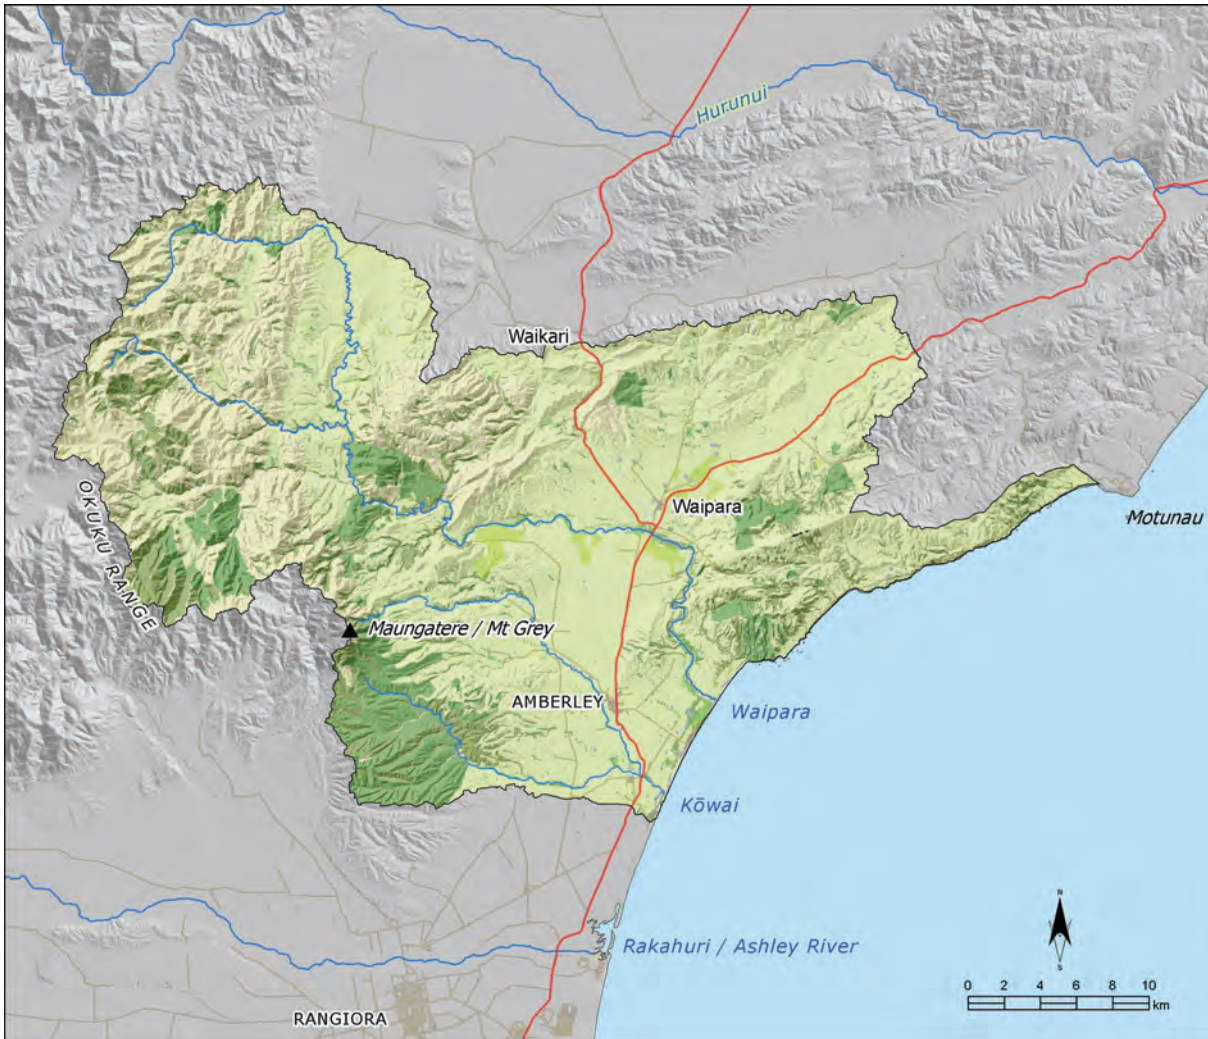 Hurunui
Waikari
Waipara
Motunau
OKUKU RANGE
Maungatere / Mt Grey
AMBERLEY
Waipara
Kōwai
N
Rakahuri / Ashley River
S
0 2 4 6 8 10
km
RANGIORA